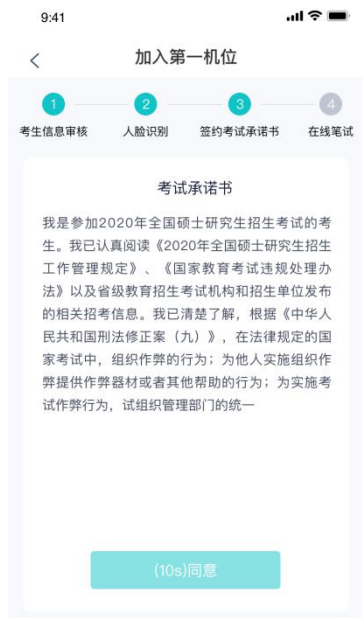 9:41
加入第一机位
1 2 3 4
考生信息审核 人脸识别 签约考试承诺书 在线笔试
考试承诺书
我是参加2020年全国硕士研究生招生考试的考
生。我已认真阅读《2020年全国硕士研究生招生
工作管理规定》、《国家教育考试违规处理办
法》以及省级教育招生考试机构和招生单位发布
的相关招考信息。我已清楚了解，根据《中华人
民共和国刑法修正案（九）》，在法律规定的国
家考试中，组织作弊的行为；为他人实施组织作
弊提供作弊器材或者其他帮助的行为；为实施考
试作弊行为，试组织管理部门的统一
(10s)同意